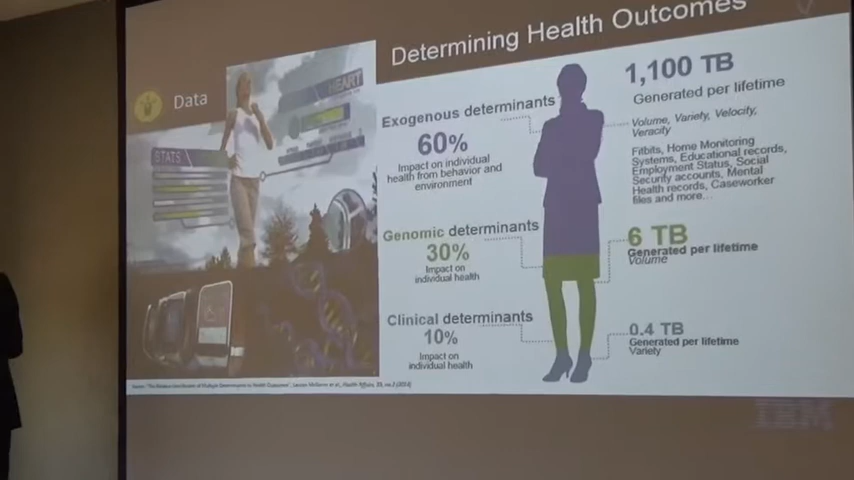 Determining Health Outcomes
Data
HEART
STATS
Exogenous determinants
60%
Impact on individual
health from behavior and
environment
Genomic determinants
30%
Impact on
individual health
Clinical determinants
10%
Impact on
individual health
1,100 TB
Generated per lifetime
Volume, Variety, Velocity,
Veracity
Fitbits, Home Monitoring
Systems, Educational records,
Employment Status, Social
Security accounts, Mental
Health records, Caseworker
files and more...
6 TB
Generated per lifetime
Volume
0.4 TB
Generated per lifetime
Variety
IBM